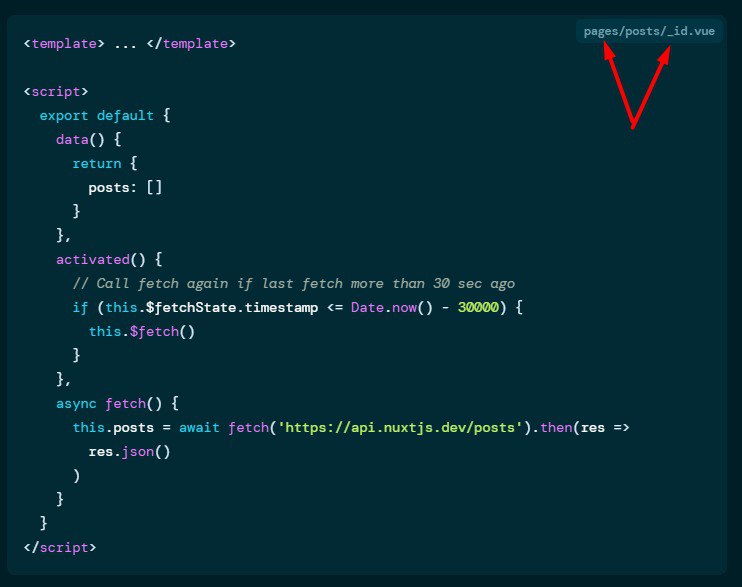 pages/posts/_id.vue
<template> ... </template>
<script>
export default {
data() {
return {
posts: []
}
},
activated() {
// Call fetch again if last fetch more than 30 sec ago
if (this.$fetchState.timestamp <= Date.now() - 30000) {
this.$fetch()
}
},
async fetch() {
this.posts = await fetch('https://api.nuxtjs.dev/posts').then(res =>
res.json()
)
}
}
</script>